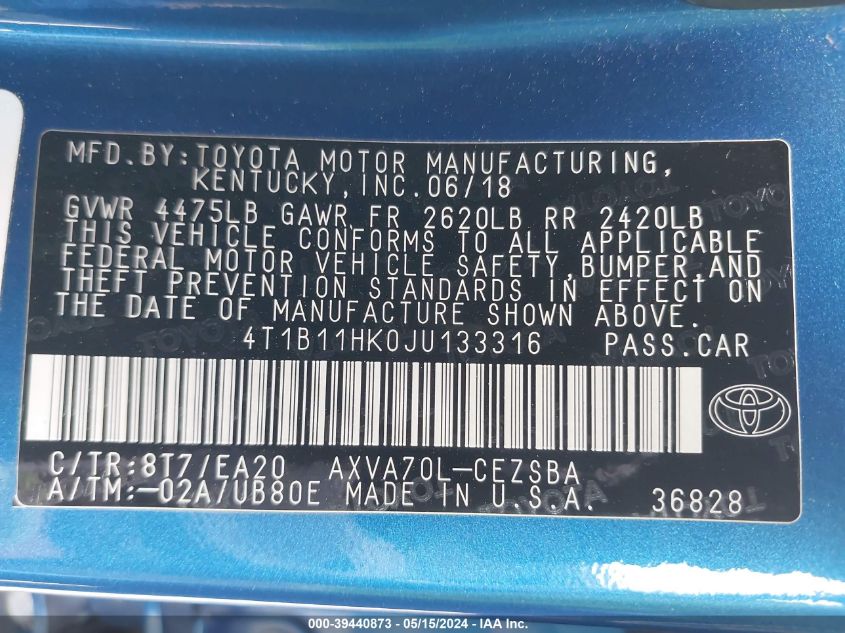 MFD.BY:TOYOTA MOTOR MANUFACTURING,
KENTUCKY, INC. 06/18
GVWR 4475LB GAWR FR 2620LB RR 2420LB
THIS VEHICLE CONFORMS TO ALL APPLICABLE
FEDERAL MOTOR VEHICLE SAFETY, BUMPER, AND
THEFT PREVENTION STANDARDS IN EFFECT ON
THE DATE OF MANUFACTURE SHOWN ABOVE.
4T1B11HK0JU133316 PASS.CAR
C/TR:8T7/EA20 AXVA70L-CEZSBA
A/TM:-02A/UB80E MADE IN U.S.A. 36828
000-39440873 - 05/15/2024 - IAA Inc.